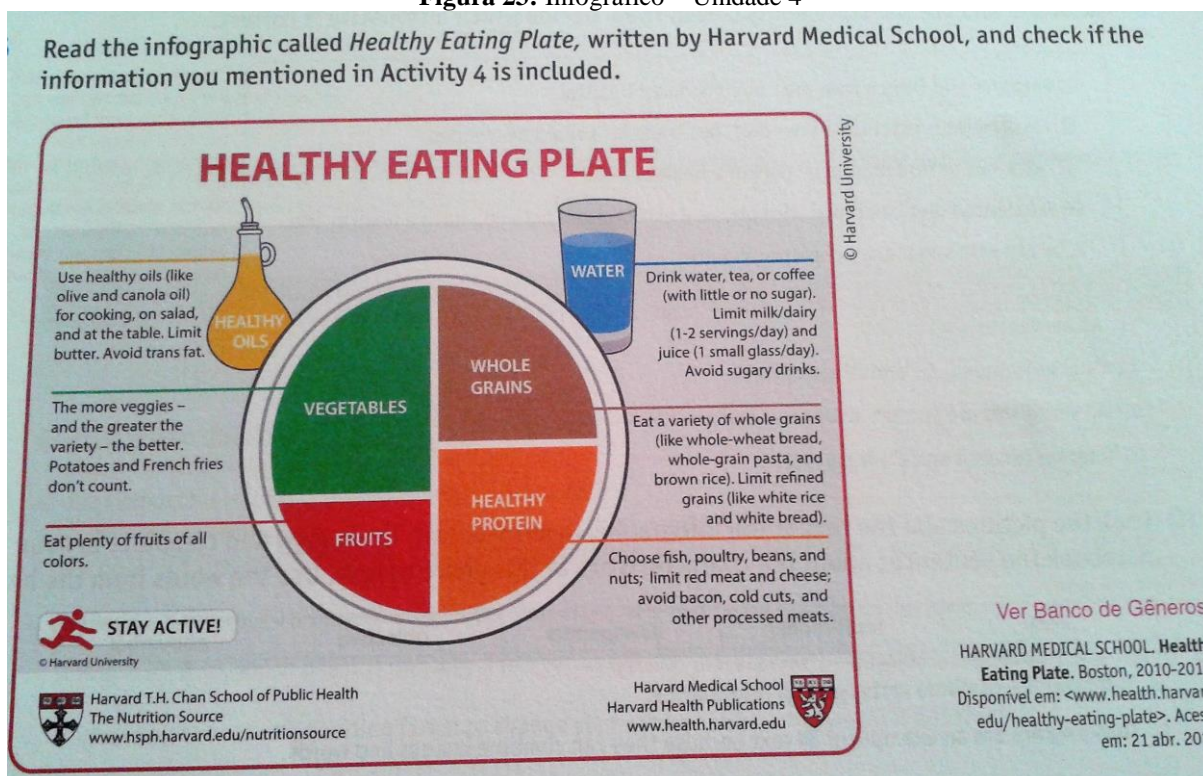 Figura 23: Infográfico – Unidade 4
Read the infographic called Healthy Eating Plate, written by Harvard Medical School, and check if the
information you mentioned in Activity 4 is included.
© Harvard University
HEALTHY EATING PLATE
HEALTHY
OILS
WATER
Use healthy oils (like
olive and canola oil)
for cooking, on salad,
and at the table. Limit
butter. Avoid trans fat.
Drink water, tea, or coffee
(with little or no sugar).
Limit milk/dairy
(1-2 servings/day) and
juice (1 small glass/day).
Avoid sugary drinks.
VEGETABLES
WHOLE
GRAINS
The more veggies –
and the greater the
variety – the better.
Potatoes and French fries
don't count.
Eat a variety of whole grains
(like whole-wheat bread,
whole-grain pasta, and
brown rice). Limit refined
grains (like white rice
and white bread).
FRUITS
HEALTHY
PROTEIN
Eat plenty of fruits of all
colors.
Choose fish, poultry, beans, and
nuts; limit red meat and cheese;
avoid bacon, cold cuts, and
other processed meats.
STAY ACTIVE!
© Harvard University
Harvard T.H. Chan School of Public Health
The Nutrition Source
www.hsph.harvard.edu/nutritionsource
Harvard Medical School
Harvard Health Publications
www.health.harvard.edu
Ver Banco de Gêneros
HARVARD MEDICAL SCHOOL.
Eating Plate. Boston,
Disponível em: <www.health.
edu/healthy-eating-plate>.
em: 21 abr.